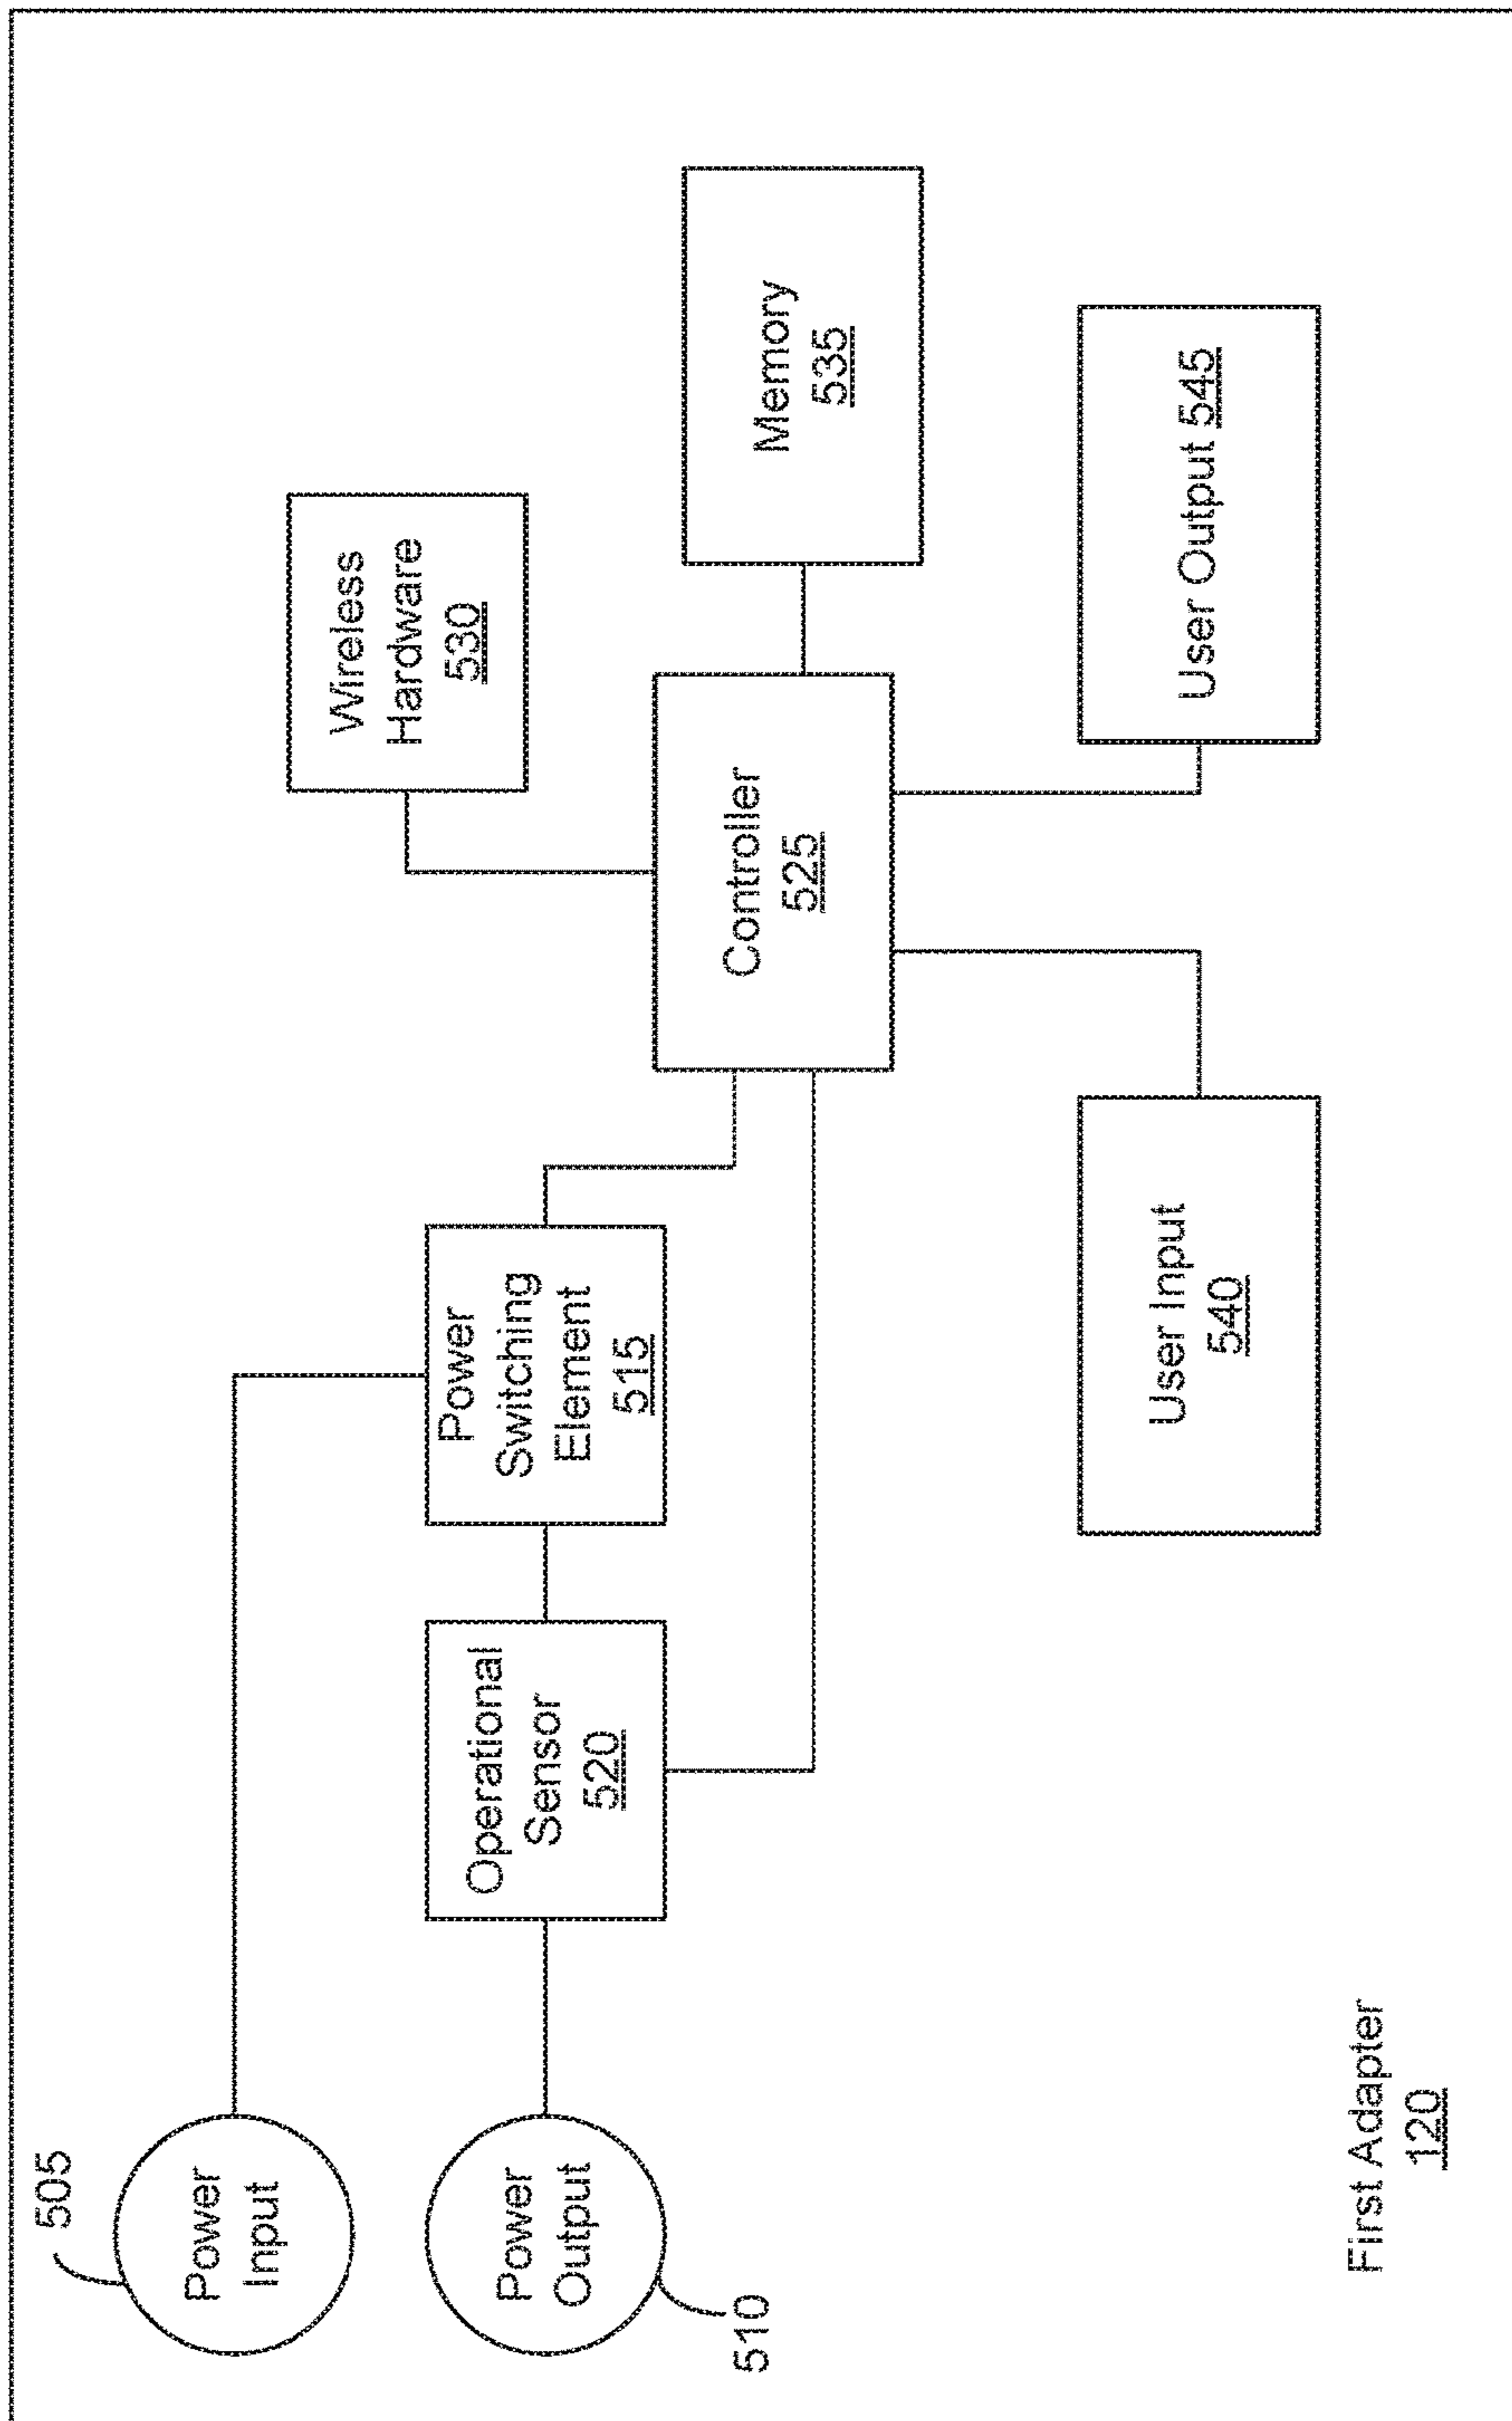 505
Power
Input
Power
Output
510
Operational
Sensor
520
Power
Switching
Element
515
Wireless
Hardware
530
Controller
525
Memory
535
User Input
540
User Output 545
First Adapter
120